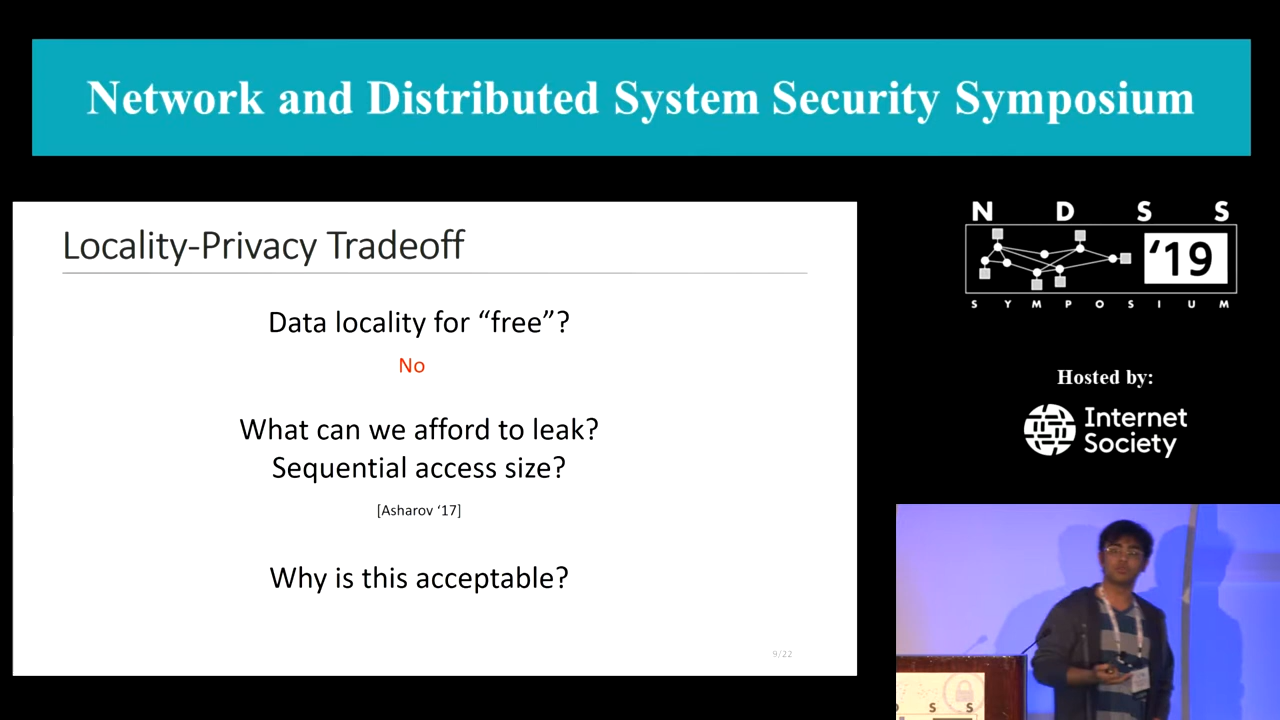 Network and Distributed System Security Symposium
Locality-Privacy Tradeoff
Data locality for “free”?
No
What can we afford to leak?
Sequential access size?
[Asharov ‘17]
Why is this acceptable?
9/22
N D S S
‘19
S Y M P O S I U M
Hosted by:
Internet
Society
S S